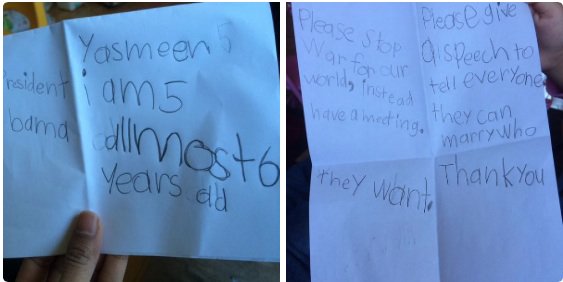 resident
bama
Yasmeen
i am 5
allmost 6
years old
Please stop
war for our
world, instead
have a meeting.
Please give
a speech to
tell everyone
they can
marry who
they want.
Thank you